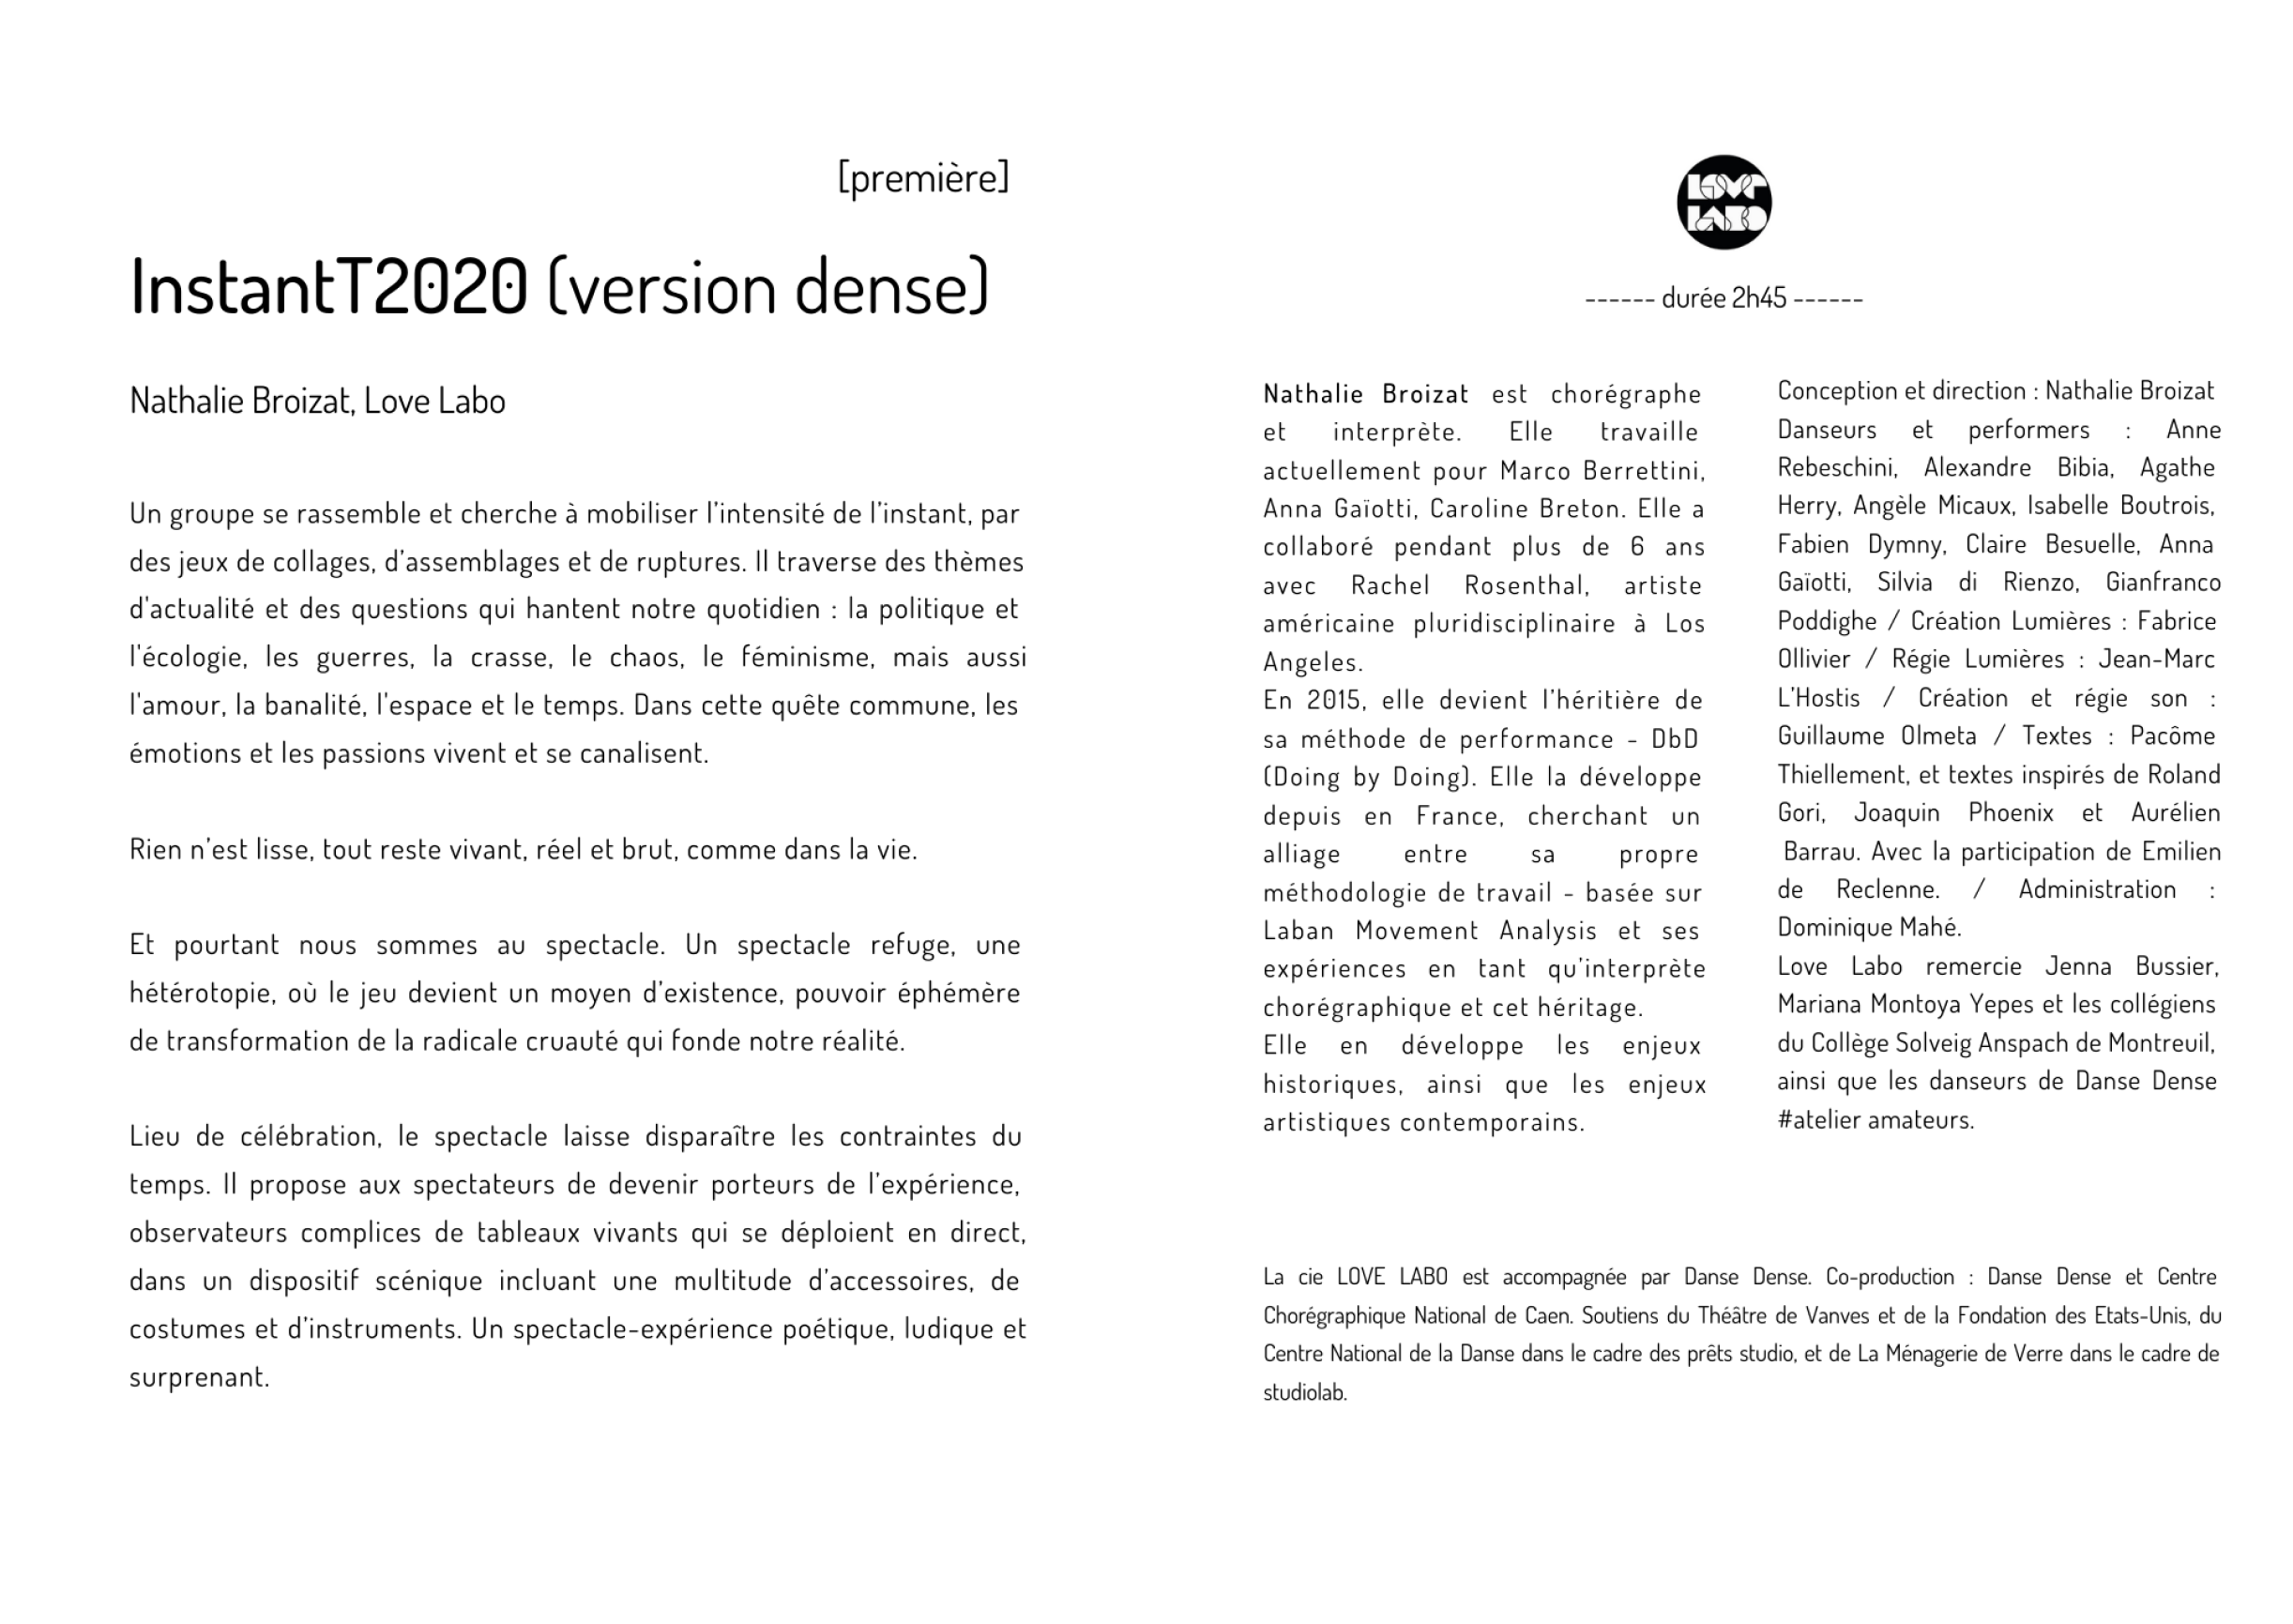 [première]
InstantT2020 (version dense)
Nathalie Broizat, Love Labo
Un groupe se rassemble et cherche à mobiliser l’intensité de l’instant, par
des jeux de collages, d’assemblages et de ruptures. Il traverse des thèmes
d'actualité et des questions qui hantent notre quotidien : la politique et
l'écologie, les guerres, la crasse, le chaos, le féminisme, mais aussi
l'amour, la banalité, l'espace et le temps. Dans cette quête commune, les
émotions et les passions vivent et se canalisent.
Rien n’est lisse, tout reste vivant, réel et brut, comme dans la vie.
Et pourtant nous sommes au spectacle. Un spectacle refuge, une
hétérotopie, où le jeu devient un moyen d’existence, pouvoir éphémère
de transformation de la radicale cruauté qui fonde notre réalité.
Lieu de célébration, le spectacle laisse disparaître les contraintes du
temps. Il propose aux spectateurs de devenir porteurs de l’expérience,
observateurs complices de tableaux vivants qui se déploient en direct,
dans un dispositif scénique incluant une multitude d’accessoires, de
costumes et d’instruments. Un spectacle-expérience poétique, ludique et
surprenant.
LOVE
LABO
------ durée 2h45 ------
Nathalie Broizat est chorégraphe
et interprète. Elle travaille
actuellement pour Marco Berrettini,
Anna Gaïotti, Caroline Breton. Elle a
collaboré pendant plus de 6 ans
avec Rachel Rosenthal, artiste
américaine pluridisciplinaire à Los
Angeles.
En 2015, elle devient l’héritière de
sa méthode de performance - DbD
(Doing by Doing). Elle la développe
depuis en France, cherchant un
alliage entre sa propre
méthodologie de travail - basée sur
Laban Movement Analysis et ses
expériences en tant qu’interprète
chorégraphique et cet héritage.
Elle en développe les enjeux
historiques, ainsi que les enjeux
artistiques contemporains.
Conception et direction : Nathalie Broizat
Danseurs et performers : Anne
Rebeschini, Alexandre Bibia, Agathe
Herry, Angèle Micaux, Isabelle Boutrois,
Fabien Dymny, Claire Besuelle, Anna
Gaïotti, Silvia di Rienzo, Gianfranco
Poddighe / Création Lumières : Fabrice
Ollivier / Régie Lumières : Jean-Marc
L’Hostis / Création et régie son :
Guillaume Olmeta / Textes : Pacôme
Thiellement, et textes inspirés de Roland
Gori, Joaquin Phoenix et Aurélien
Barrau. Avec la participation de Emilien
de Reclenne. / Administration :
Dominique Mahé.
Love Labo remercie Jenna Bussier,
Mariana Montoya Yepes et les collégiens
du Collège Solveig Anspach de Montreuil,
ainsi que les danseurs de Danse Dense
#atelier amateurs.
La cie LOVE LABO est accompagnée par Danse Dense. Co-production : Danse Dense et Centre
Chorégraphique National de Caen. Soutiens du Théâtre de Vanves et de la Fondation des Etats-Unis, du
Centre National de la Danse dans le cadre des prêts studio, et de La Ménagerie de Verre dans le cadre de
studiolab.